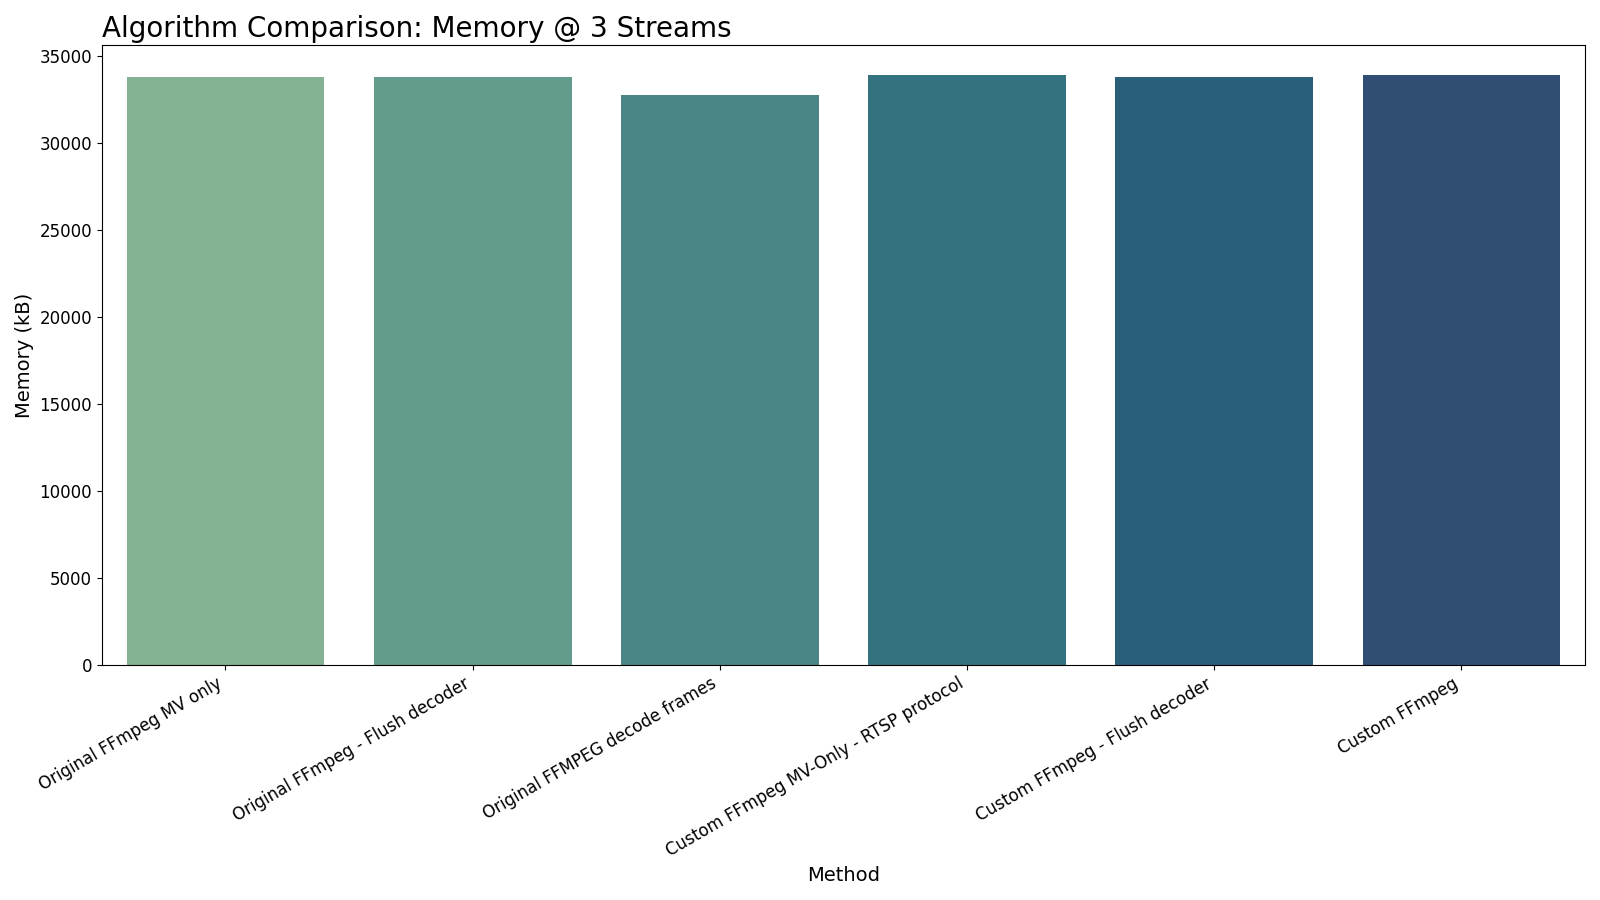 Algorithm Comparison: Memory @ 3 Streams
35000
30000
25000
20000
15000
10000
5000
0
Memory (kB)
Original FFmpeg MV only
Original FFmpeg - Flush decoder
Original FFMPEG decode frames
Custom FFmpeg MV-Only - RTSP protocol
Custom FFmpeg - Flush decoder
Custom FFmpeg
Method